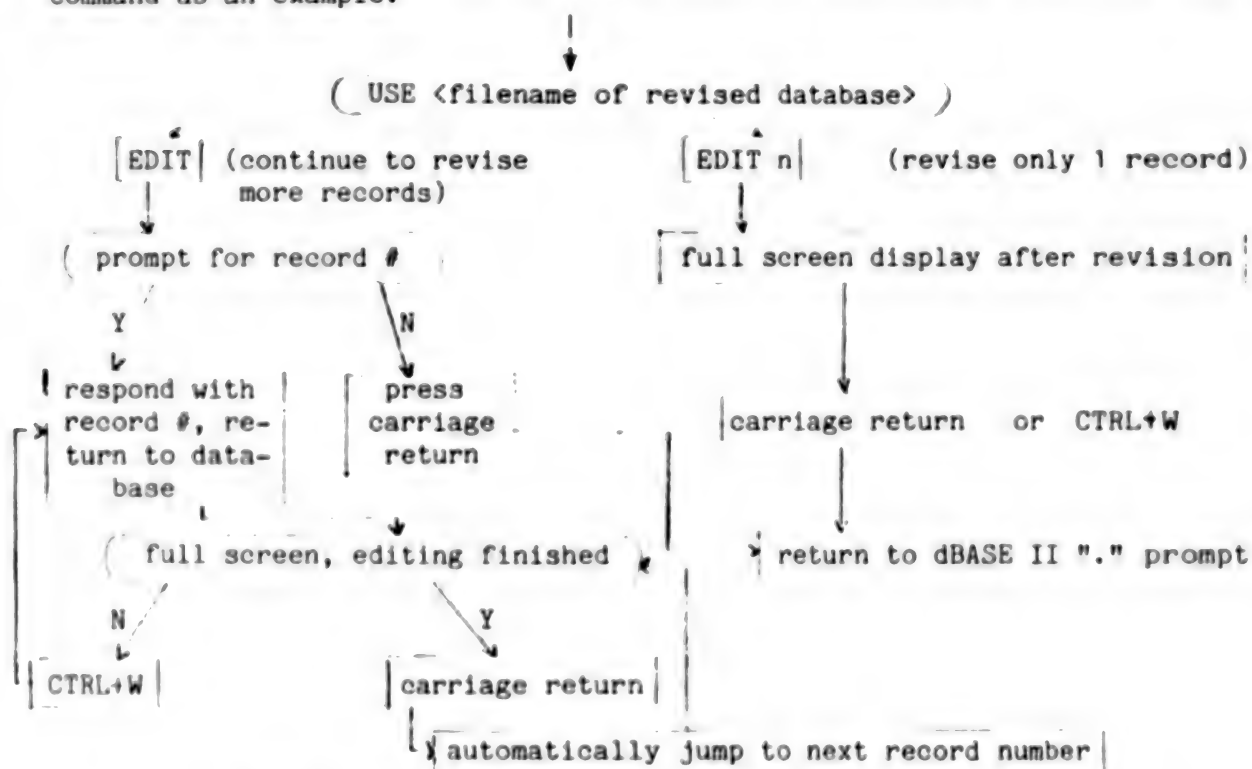 command as an example.
( USE <filename of revised database> )
EDIT (continue to revise
more records)
EDIT n (revise only 1 record)
prompt for record #
full screen display after revision
Y
N
respond with
record #, re-
turn to data-
base
press
carriage
return
carriage return or CTRL+W
full screen, editing finished
return to dBASE II "." prompt
N
Y
CTRL+W
carriage return
automatically jump to next record number